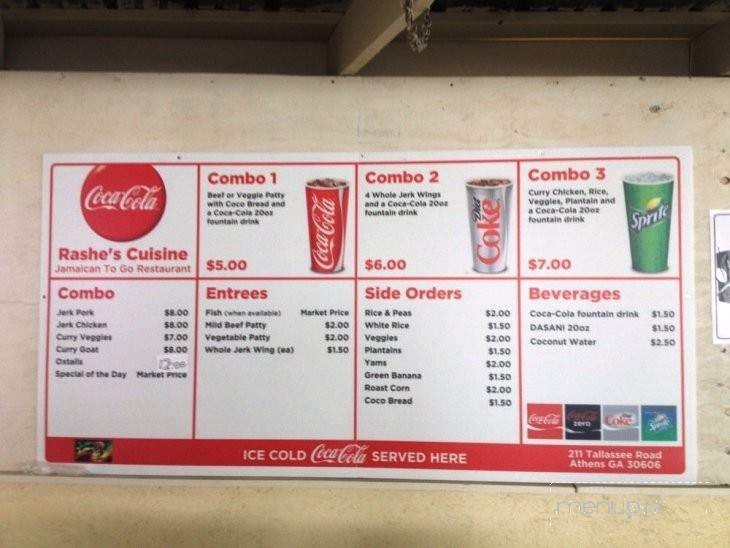 Coca-Cola
Rashe's Cuisine
Jamaican To Go Restaurant
Combo 1
Beef or Veggie Patty
with Coco Bread and
a Coca-Cola 20oz
fountain drink
$5.00
Coca-Cola
Combo 2
4 Whole Jerk Wings
and a Coca-Cola 20oz
fountain drink
$6.00
Diet
Coke
Combo 3
Curry Chicken, Rice,
Veggies, Plantain and
a Coca-Cola 20oz
fountain drink
$7.00
Sprite
Combo
Jerk Pork $8.00
Jerk Chicken $8.00
Curry Veggies $7.00
Curry Goat $8.00
Oxtails
Special of the Day Market Price
Entrees
Fish (when available) Market Price
Mild Beef Patty $2.00
Vegetable Patty $2.00
Whole Jerk Wing (ea) $1.50
Side Orders
Rice & Peas $2.00
White Rice $1.50
Veggies $2.00
Plantains $1.50
Yams $2.00
Green Banana $1.50
Roast Corn $2.00
Coco Bread $1.50
Beverages
Coca-Cola fountain drink $1.50
DASANI 20oz $1.50
Coconut Water $2.50
Coca-Cola
Coca-Cola
zero
Diet
Coke
Sprite
ICE COLD Coca-Cola SERVED HERE
211 Tallassee Road
Athens GA 30606